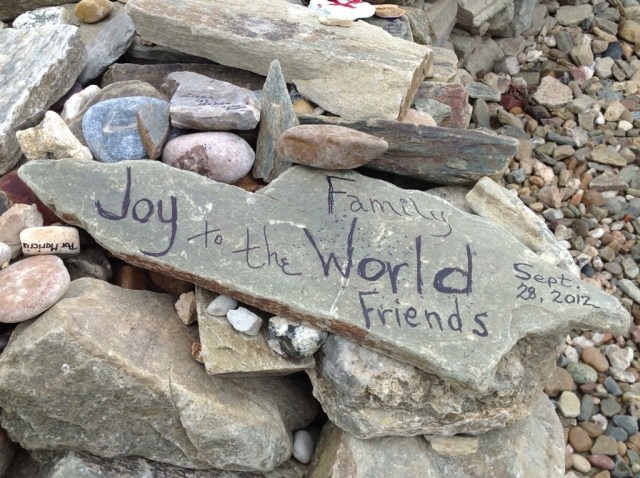 Family
Joy to the World
Friends
Sept.
28, 2012